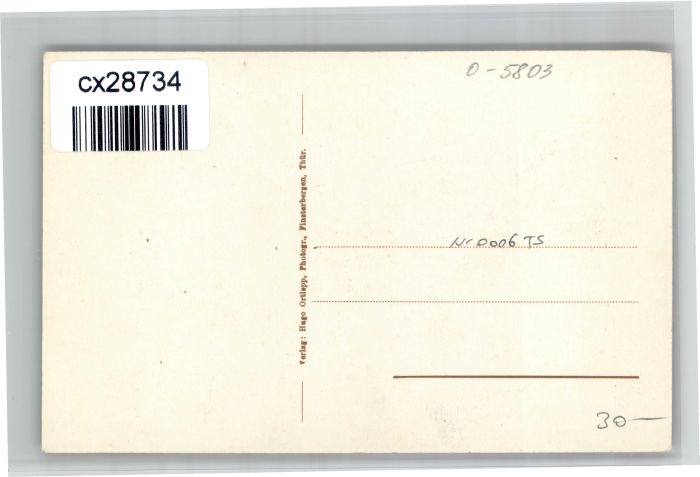 cx28734
0-5803
Verlag: Hugo Ortlepp, Photogr., Finsterbergen, Thür.
Nr 0006 TS
30—